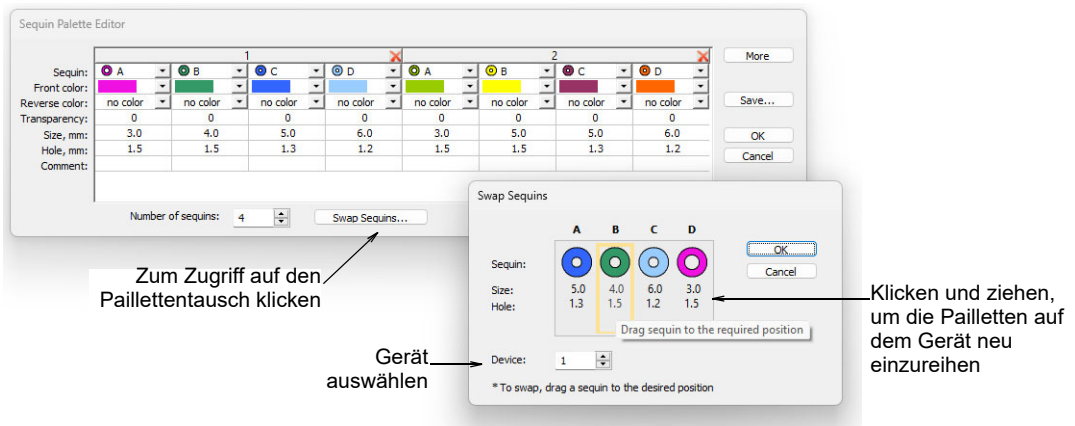 Sequin Palette Editor
1 2 More
Sequin: A B C D A B C D
Front color:
Reverse color: no color no color no color no color no color no color no color no color Save...
Transparency: 0 0 0 0 0 0 0 0
Size, mm: 3.0 4.0 5.0 6.0 3.0 5.0 5.0 6.0 OK
Hole, mm: 1.5 1.5 1.3 1.2 1.5 1.5 1.3 1.2 Cancel
Comment:
Number of sequins: 4 Swap Sequins...
Zum Zugriff auf den
Paillettentausch klicken
Swap Sequins
A B C D
OK
Sequin:
Cancel
Size: 5.0 4.0 6.0 3.0
Hole: 1.3 1.5 1.2 1.5
Drag sequin to the required position
Device: 1
* To swap, drag a sequin to the desired position
Klicken und ziehen,
um die Pailletten auf
dem Gerät neu
einzureihen
Gerät
auswählen